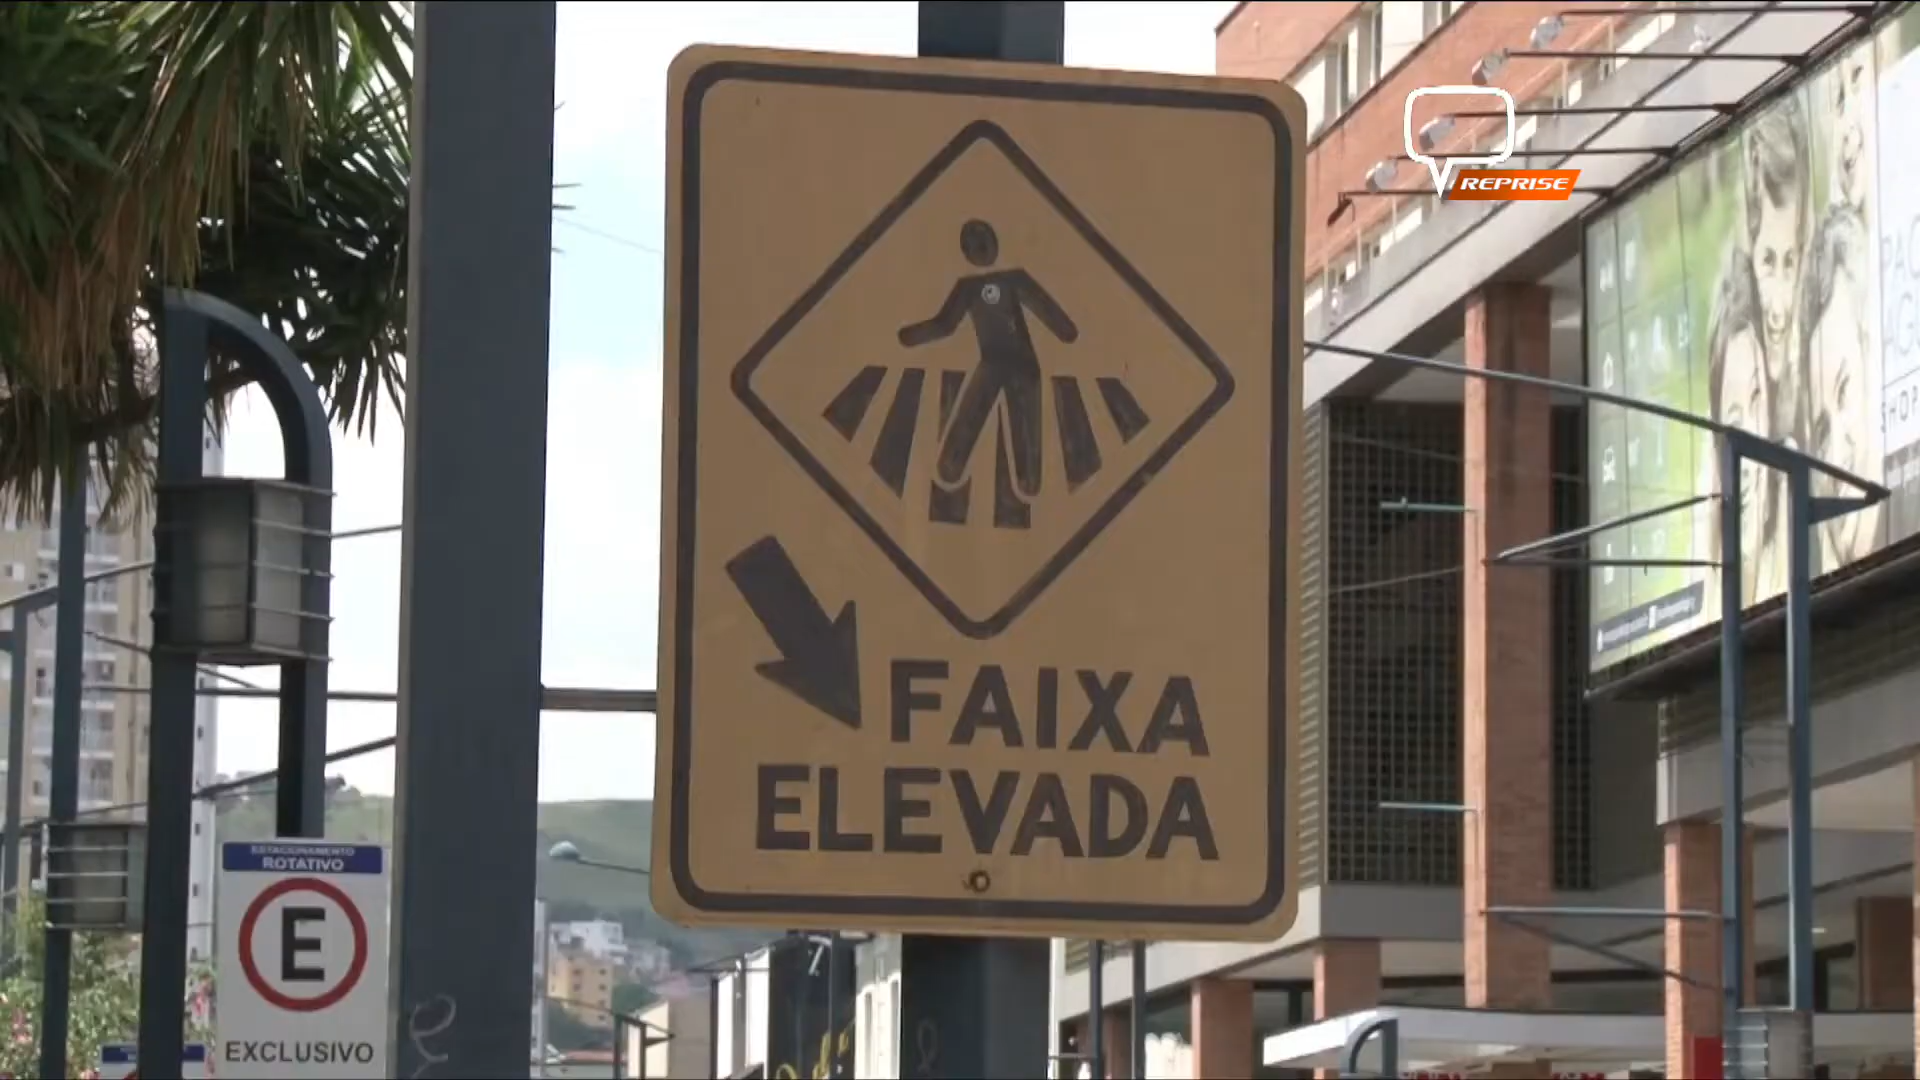 REPRISE
FAIXA
ELEVADA
ESTACIONAMENTO
ROTATIVO
E
EXCLUSIVO